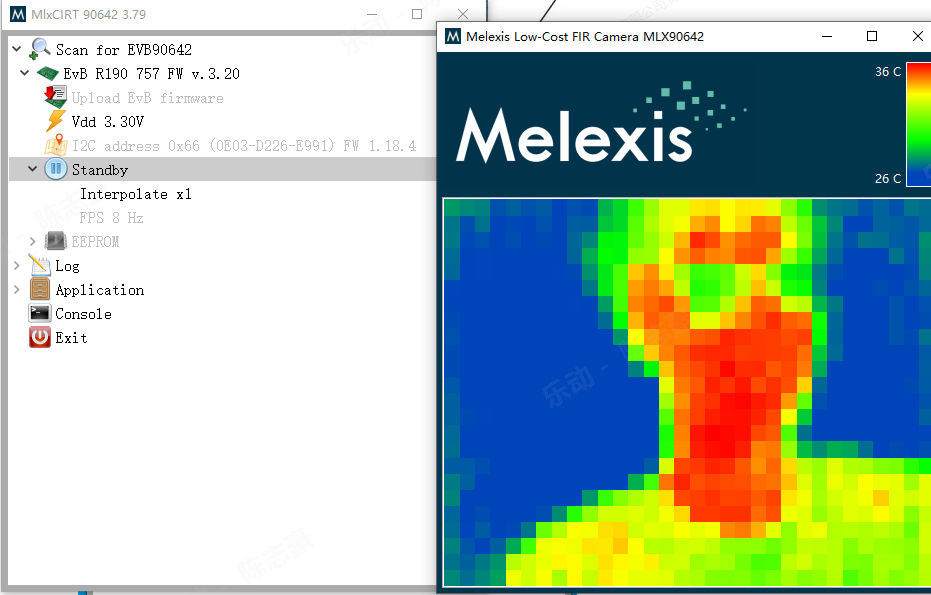 MlxCIRT 90642 3.79
Scan for EVB90642
EvB R190 757 FW v.3.20
Upload EvB firmware
Vdd 3.30V
I2C address 0x66 (0E03-D226-E991) FW 1.18.4
Standby
Interpolate x1
FPS 8 Hz
EEPROM
Log
Application
Console
Exit
Melexis Low-Cost FIR Camera MLX90642
36 C
Melexis
26 C
乐动 -